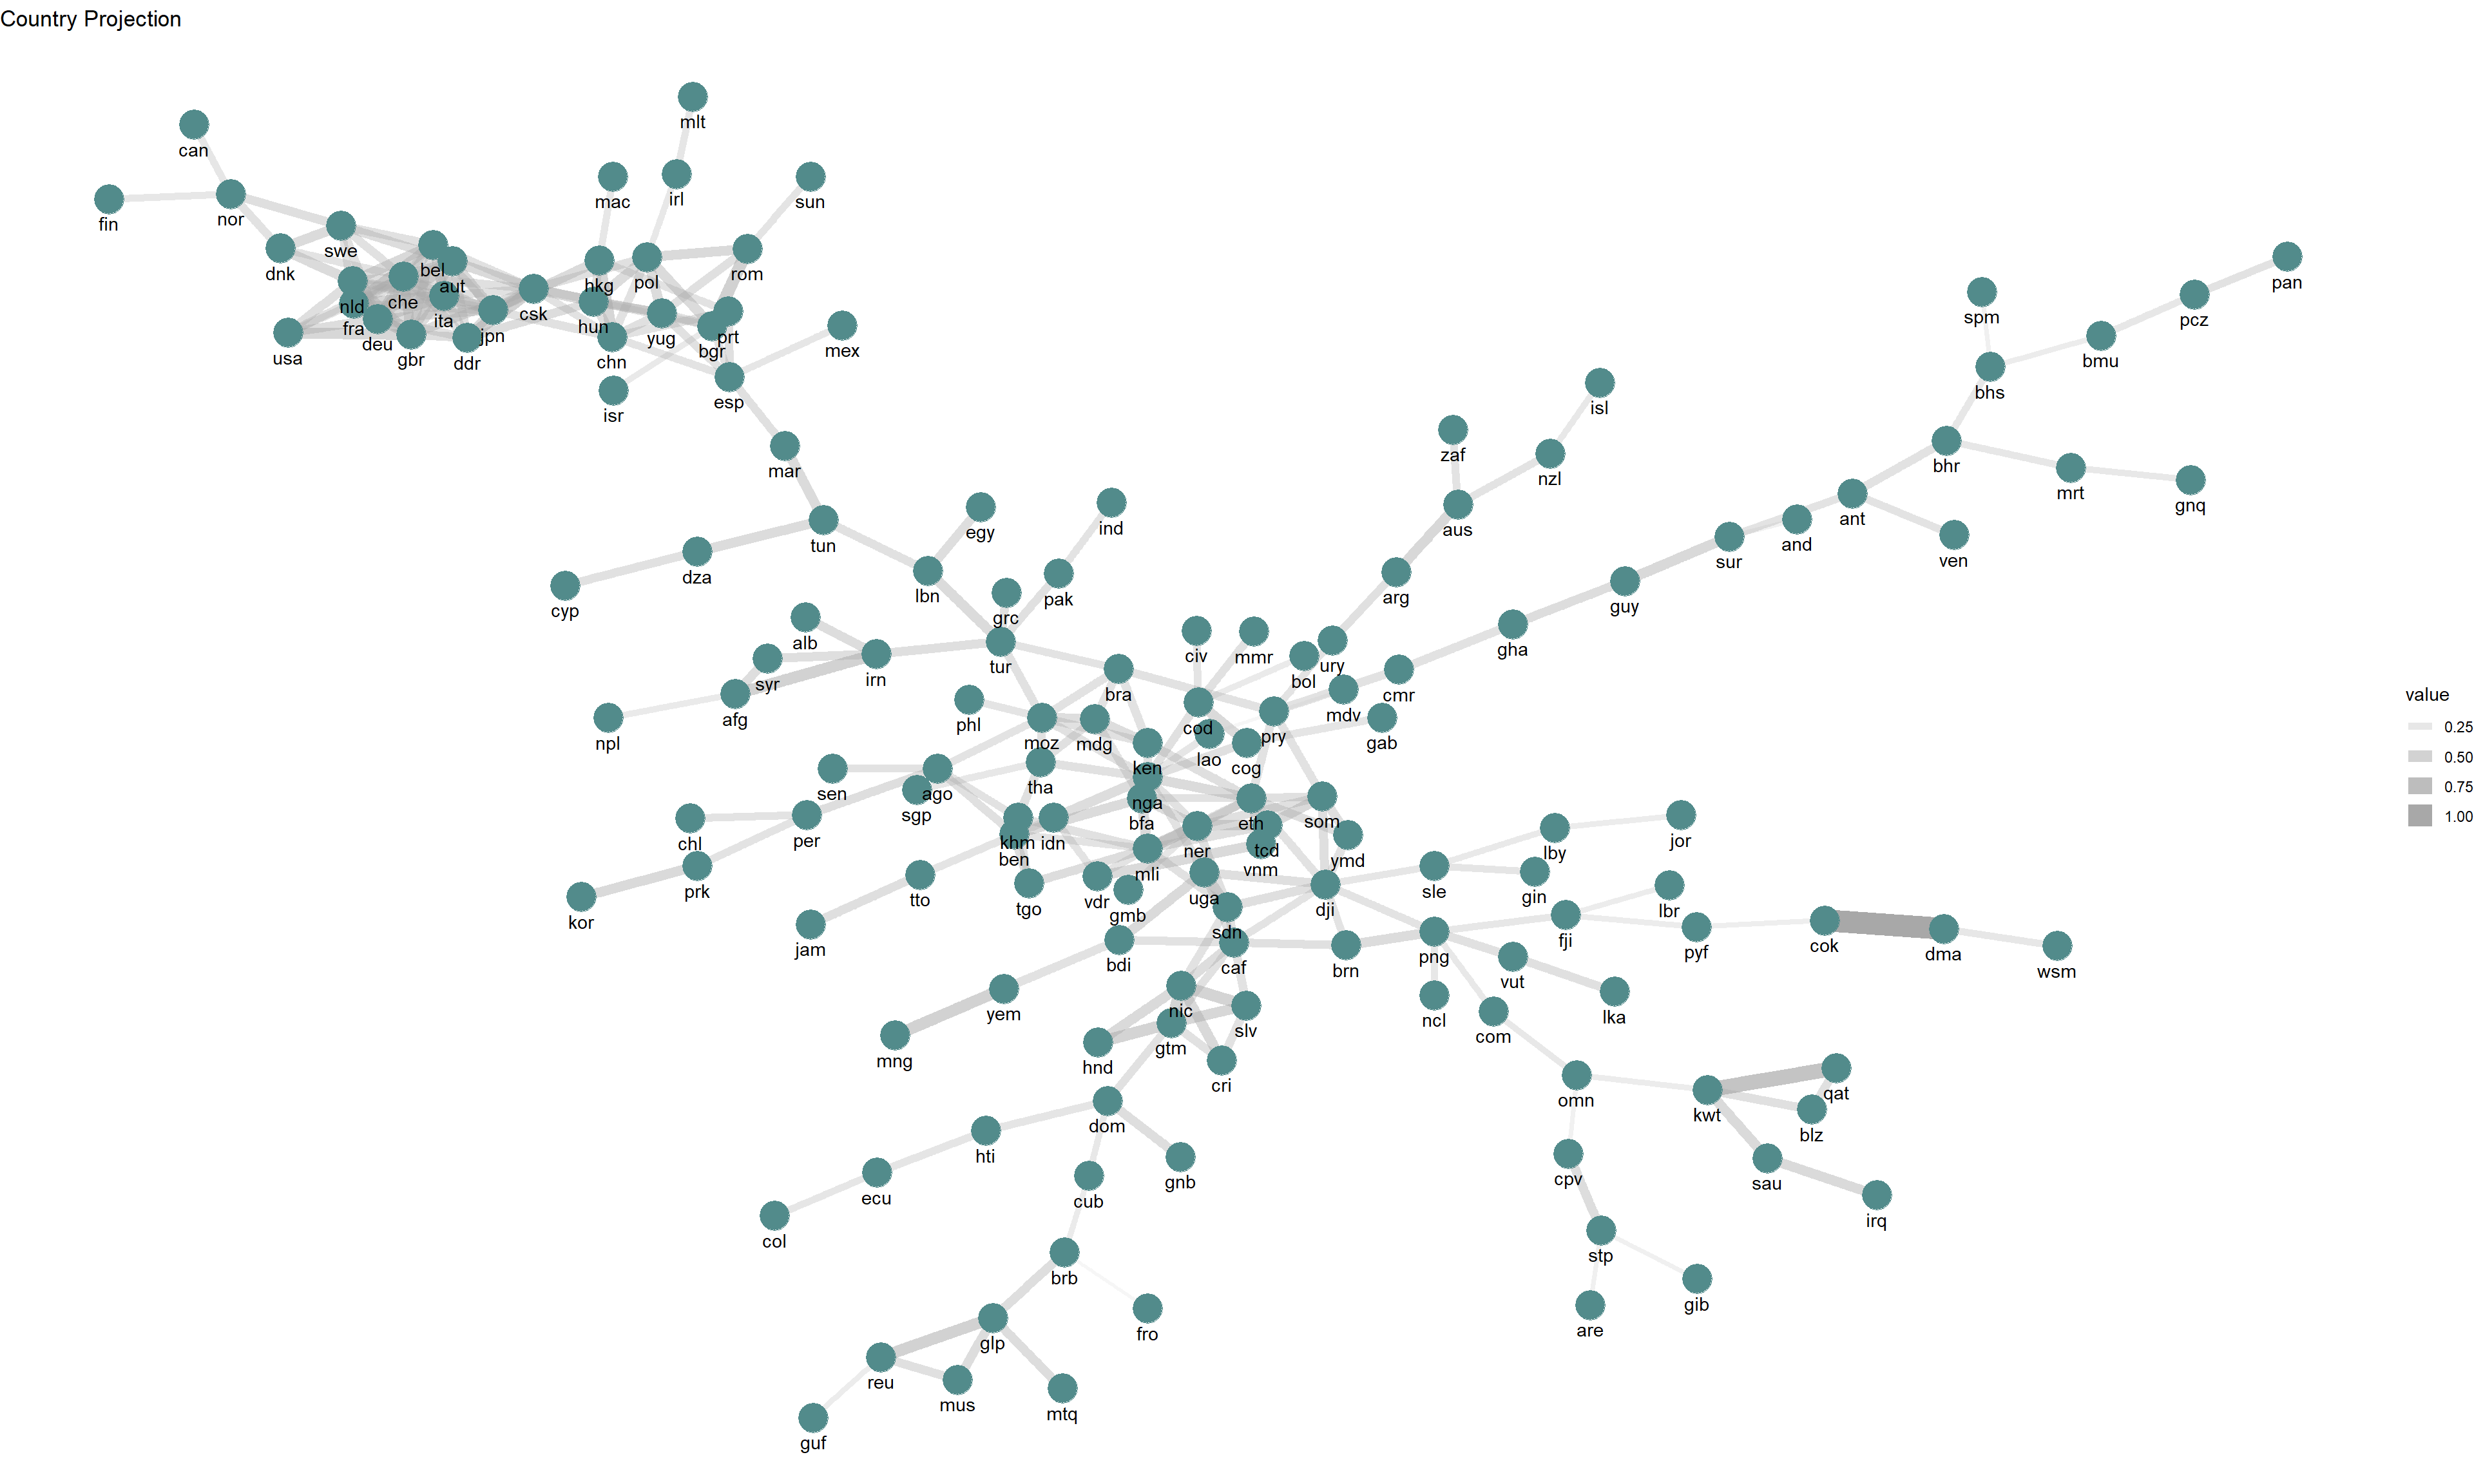 Country Projection
mlt
can
mac
irl
sun
fin
nor
swe
dnk
bel
aut
rom
hkg
pol
che
nld
ita
fra
csk
hun
jpn
yug
prt
bgr
deu
usa
gbr
ddr
chn
mex
isr
esp
pan
pcz
spm
bmu
bhs
isl
zaf
nzl
mar
bhr
mrt
gnq
tun
egy
ind
aus
ant
ven
and
sur
dza
cyp
lbn
grc
pak
arg
guy
gha
alb
syr
irn
tur
civ
mmr
ury
bol
afg
npl
bra
cmr
mdv
phl
moz
mdg
cod
pry
gab
ken
lao
cog
value
0.25
0.50
0.75
1.00
sen
ago
sgp
tha
nga
bfa
eth
som
chl
per
khm
idn
ben
ner
tcd
vnm
ymd
lby
jor
mli
prk
kor
tto
tgo
vdr
gmb
uga
dji
sle
gin
lbr
jam
sdn
bdi
caf
brn
png
fji
pyf
cok
dma
wsm
vut
lka
yem
mng
nic
slv
ncl
com
hnd
gtm
cri
omn
kwt
qat
blz
dom
hti
gnb
cpv
sau
irq
ecu
cub
col
brb
stp
gib
are
fro
glp
reu
mus
mtq
guf